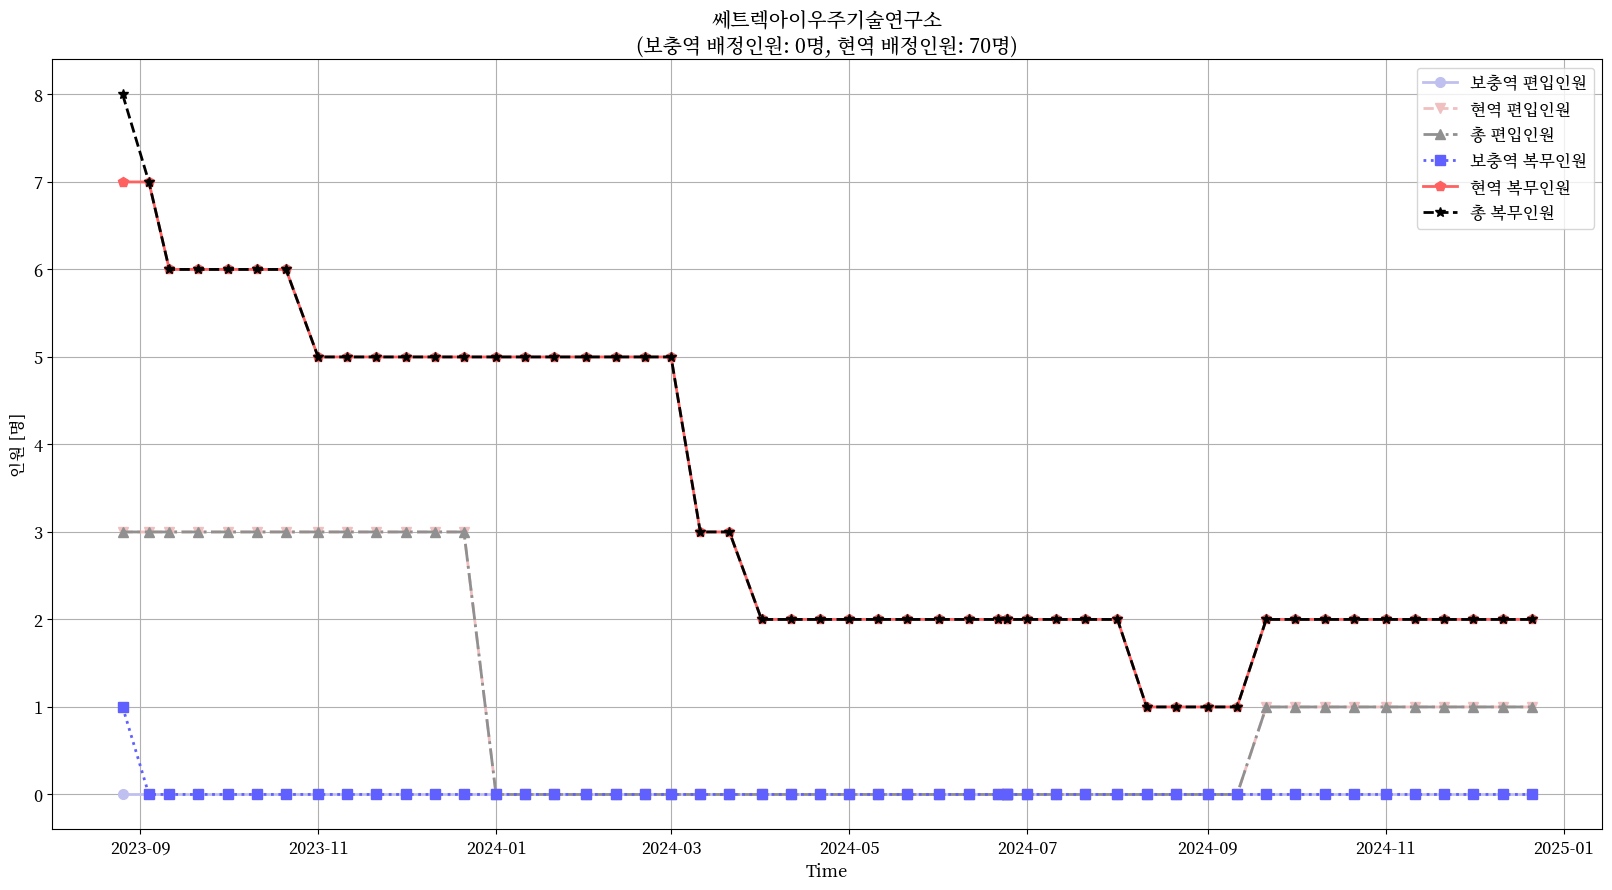 쎄트렉아이우주기술연구소
(보충역 배정인원: 0명, 현역 배정인원: 70명)
보충역 편입인원
현역 편입인원
총 편입인원
보충역 복무인원
현역 복무인원
총 복무인원
인원 [명]
8
7
6
5
4
3
2
1
0
2023-09
2023-11
2024-01
2024-03
2024-05
2024-07
2024-09
2024-11
2025-01
Time